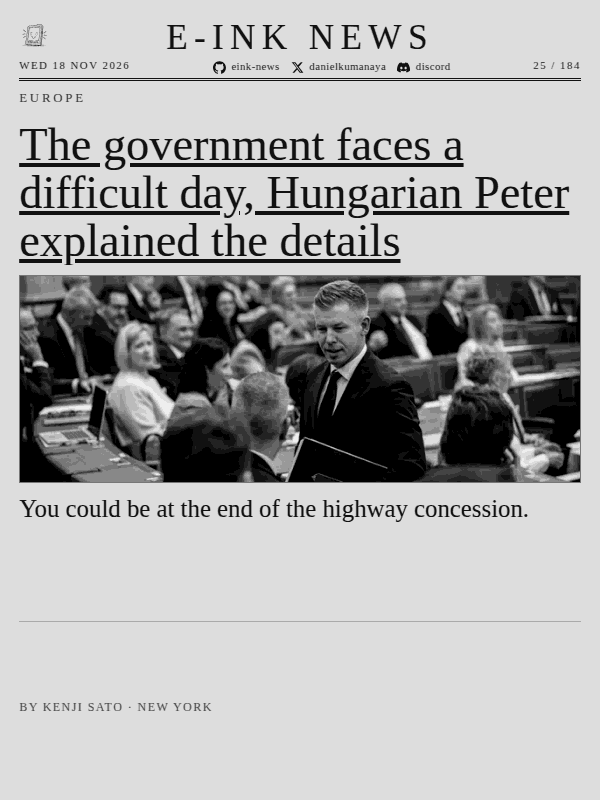 E-INK NEWS
WED 18 NOV 2026
eink-news
danielkumanaya
discord
25 / 184
EUROPE
The government faces a
difficult day, Hungarian Peter
explained the details
You could be at the end of the highway concession.
BY KENJI SATO · NEW YORK